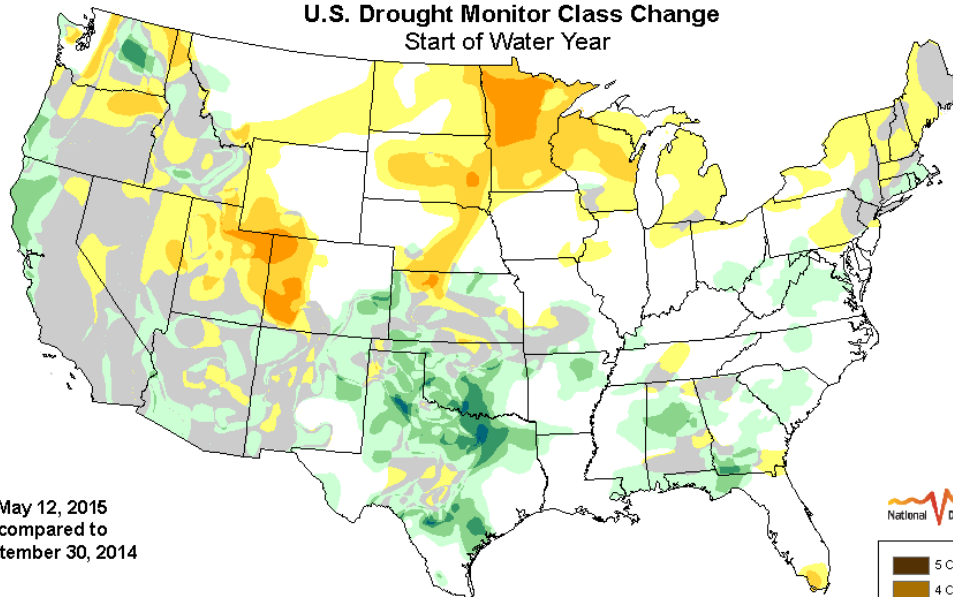 U.S. Drought Monitor Class Change
Start of Water Year
May 12, 2015
compared to
tember 30, 2014
National D
5 C
4 C